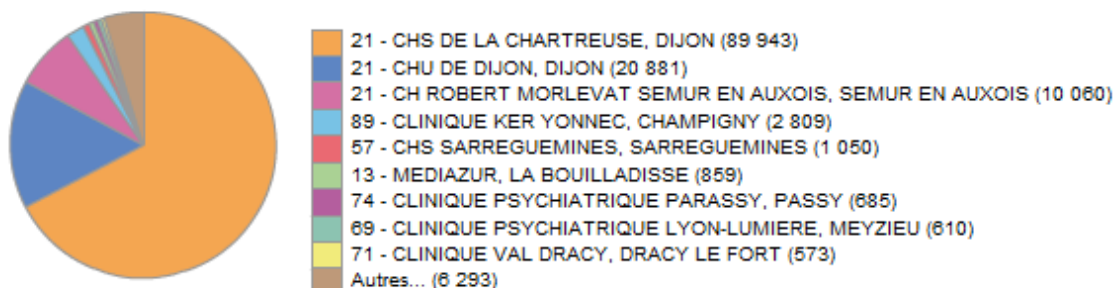 21 - CHS DE LA CHARTREUSE, DIJON (89 943)
21 - CHU DE DIJON, DIJON (20 881)
21 - CH ROBERT MORLEVAT SEMUR EN AUXOIS, SEMUR EN AUXOIS (10 060)
89 - CLINIQUE KER YONNEC, CHAMPIGNY (2 809)
57 - CHS SARREGUEMINES, SARREGUEMINES (1 050)
13 - MEDIAZUR, LA BOUILLADISSE (859)
74 - CLINIQUE PSYCHIATRIQUE PARASSY, PASSY (685)
69 - CLINIQUE PSYCHIATRIQUE LYON-LUMIERE, MEYZIEU (610)
71 - CLINIQUE VAL DRACY, DRACY LE FORT (573)
Autres... (6 293)